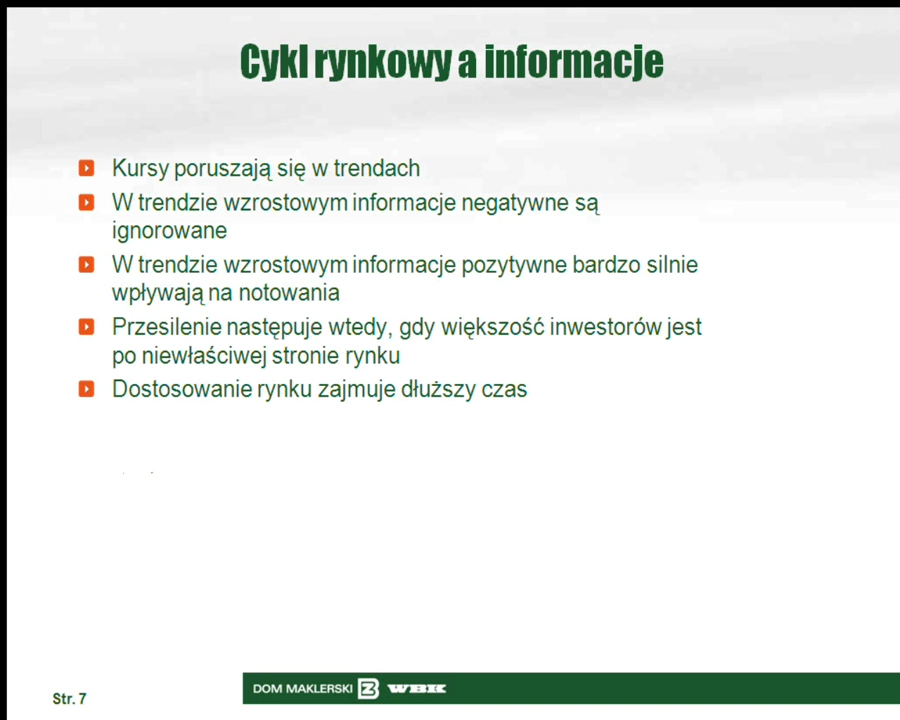 Cykl rynkowy a informacje
Kursy poruszają się w trendach
W trendzie wzrostowym informacje negatywne są
ignorowane
W trendzie wzrostowym informacje pozytywne bardzo silnie
wpływają na notowania
Przesilenie następuje wtedy, gdy większość inwestorów jest
po niewłaściwej stronie rynku
Dostosowanie rynku zajmuje dłuższy czas
Str. 7
DOM MAKLERSKI Z WBK